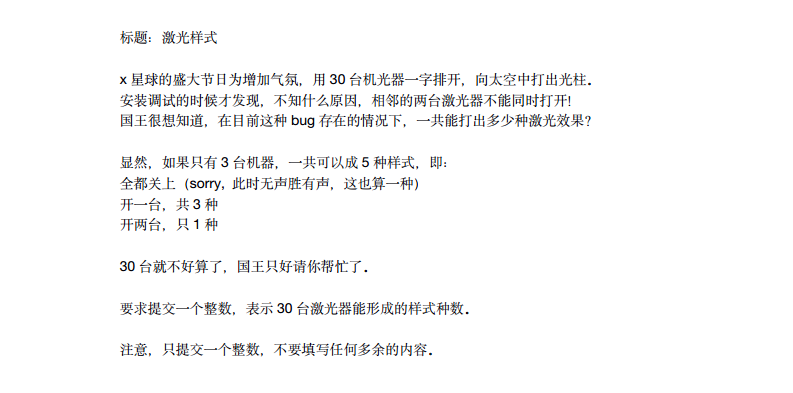 标题：激光样式
x 星球的盛大节日为增加气氛，用 30 台机光器一字排开，向太空中打出光柱。
安装调试的时候才发现，不知什么原因，相邻的两台激光器不能同时打开！
国王很想知道，在目前这种 bug 存在的情况下，一共能打出多少种激光效果？
显然，如果只有 3 台机器，一共可以成 5 种样式，即：
全都关上（sorry, 此时无声胜有声，这也算一种）
开一台，共 3 种
开两台，只 1 种
30 台就不好算了，国王只好请你帮忙了。
要求提交一个整数，表示 30 台激光器能形成的样式种数。
注意，只提交一个整数，不要填写任何多余的内容。